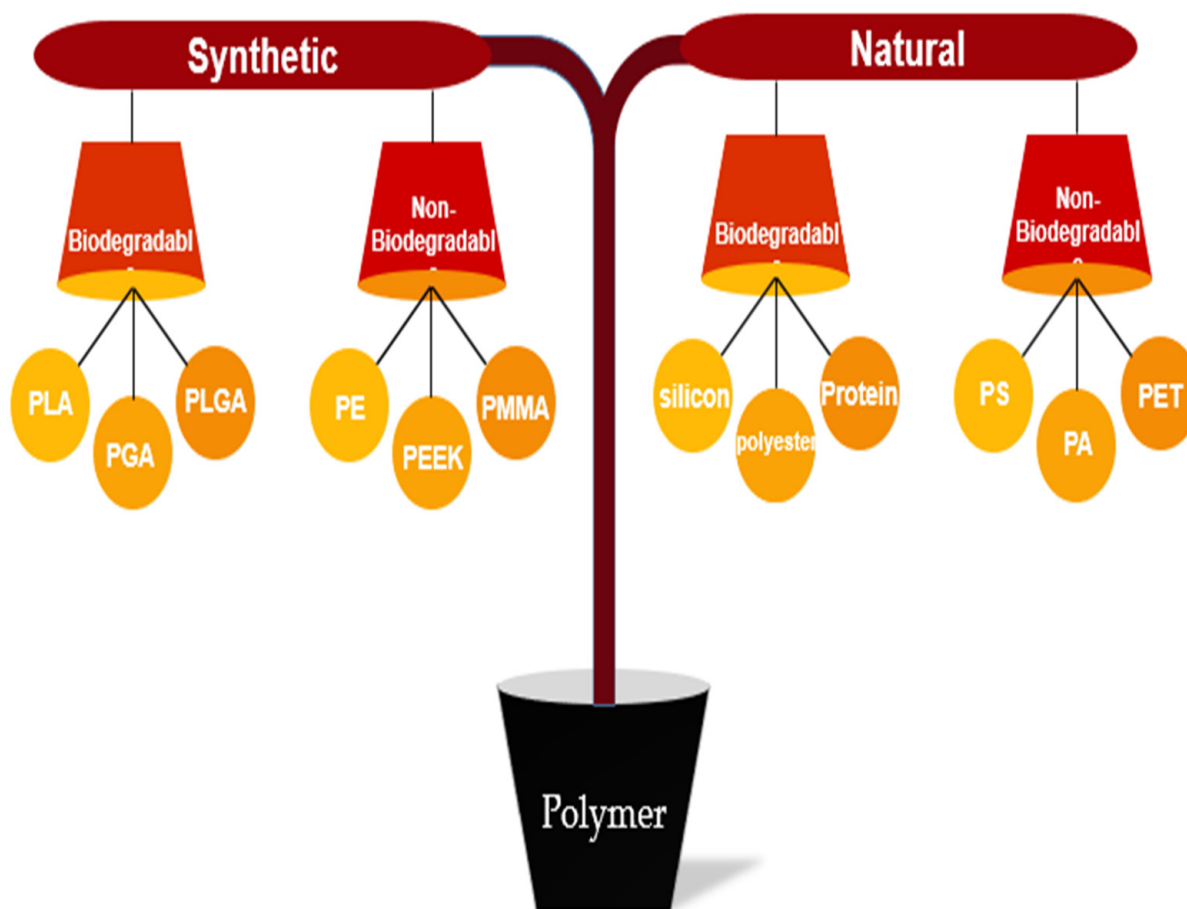 Synthetic
Natural
Biodegradabl
Non-
Biodegradabl
Biodegradabl
Non-
Biodegradabl
PLA
PGA
PLGA
PE
PEEK
PMMA
silicon
polyester
Protein
PS
PA
PET
Polymer